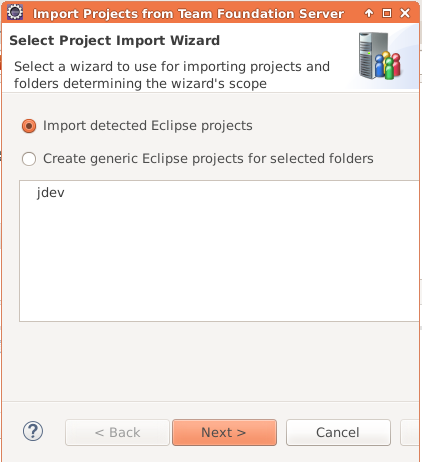 Import Projects from Team Foundation Server
Select Project Import Wizard
Select a wizard to use for importing projects and
folders determining the wizard's scope
Import detected Eclipse projects
Create generic Eclipse projects for selected folders
jdev
?
< Back
Next >
Cancel